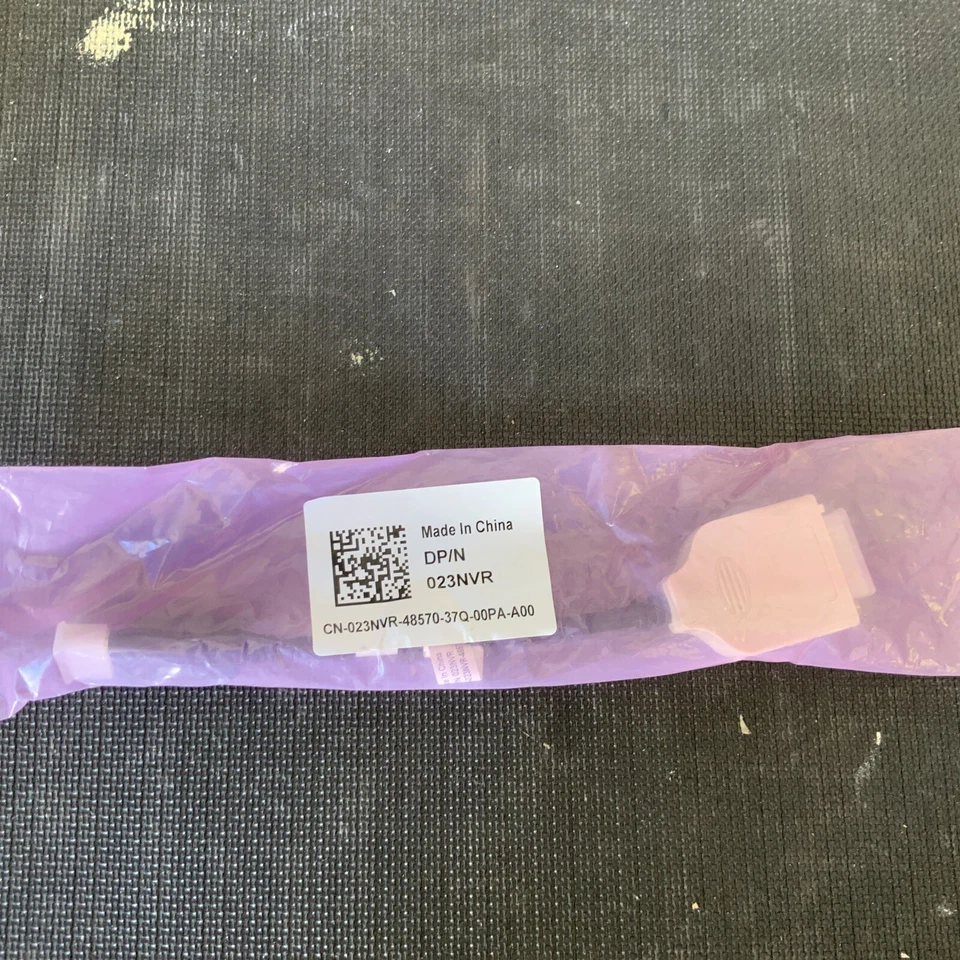 Made In China
DP/N
023NVR
CN-023NVR-48570-37Q-00PA-A00